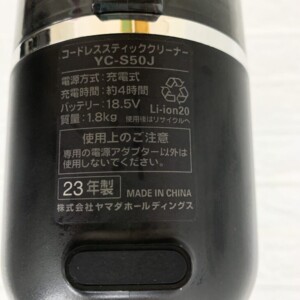 コードレススティッククリーナー
YC-S50J
電源方式：充電式
充電時間：約4時間
バッテリー：18.5V
質量：1.8kg
Li-ion20
使用後はリサイクルへ
使用上のご注意
専用の電源アダプター以外は
使用しないでください。
23年製
MADE IN CHINA
株式会社ヤマダホールディングス